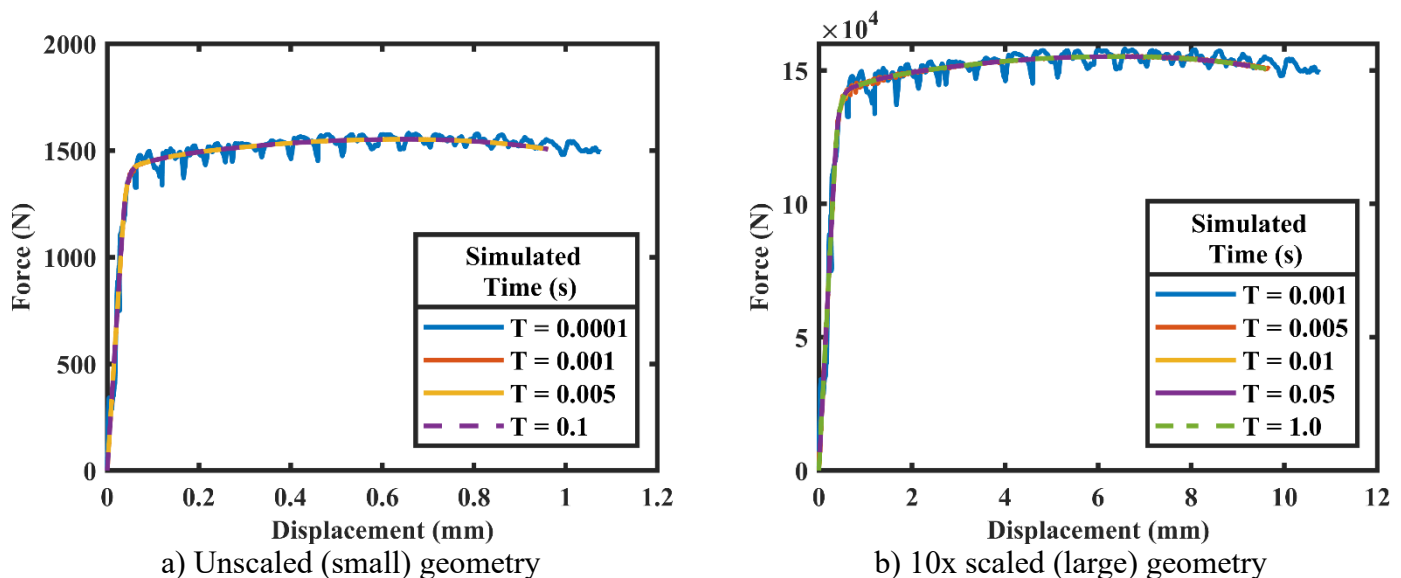 2000
1500
1000
500
0
Force (N)
0 0.2 0.4 0.6 0.8 1 1.2
Displacement (mm)
Simulated
Time (s)
T = 0.0001
T = 0.001
T = 0.005
T = 0.1
a) Unscaled (small) geometry
×10⁴
15
10
5
0
Force (N)
0 2 4 6 8 10 12
Displacement (mm)
Simulated
Time (s)
T = 0.001
T = 0.005
T = 0.01
T = 0.05
T = 1.0
b) 10x scaled (large) geometry